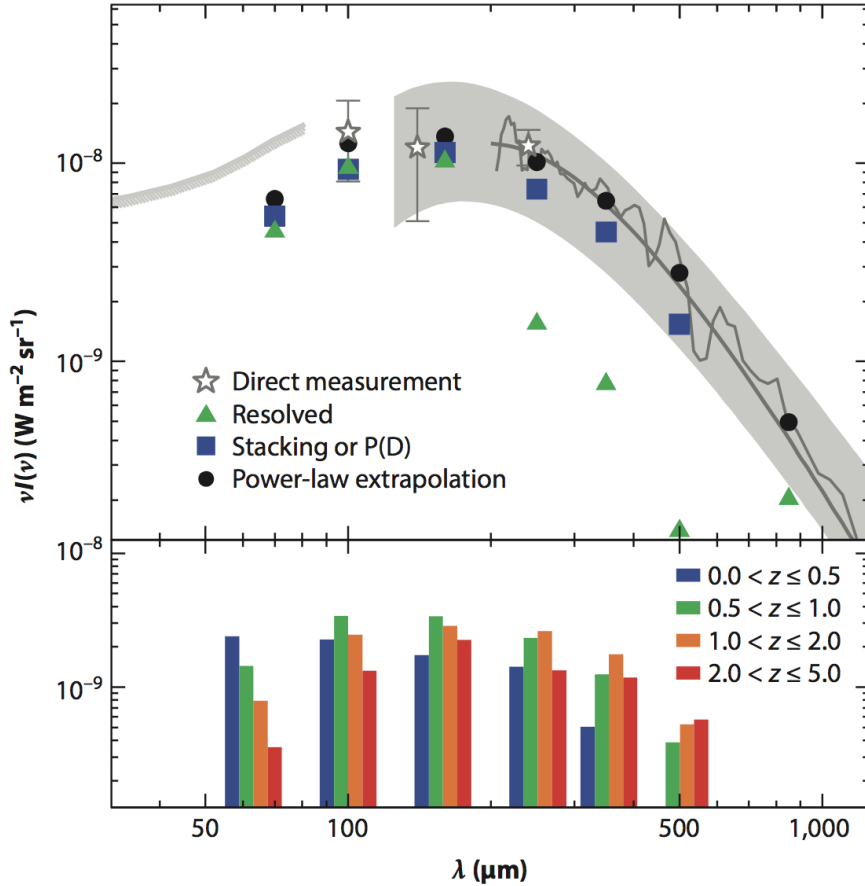 νI(ν) (W m⁻² sr⁻¹)
10⁻⁸
10⁻⁹
Direct measurement
Resolved
Stacking or P(D)
Power-law extrapolation
10⁻⁸
10⁻⁹
0.0 < z ≤ 0.5
0.5 < z ≤ 1.0
1.0 < z ≤ 2.0
2.0 < z ≤ 5.0
50 100 500 1,000
λ (μm)